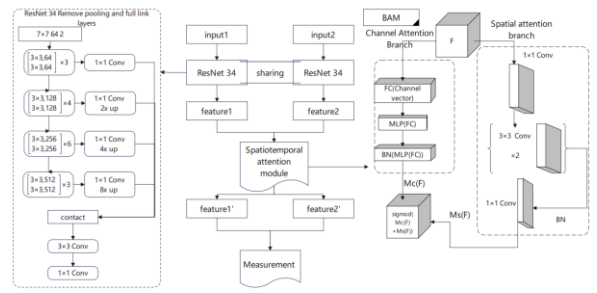 ResNet 34 Remove pooling and full link
layers
7×7 64 2
3×3,64
3×3,64
×3
1×1 Conv
3×3,128
3×3,128
×4
1×1 Conv
2x up
3×3,256
3×3,256
×6
1×1 Conv
4x up
3×3,512
3×3,512
×3
1×1 Conv
8x up
contact
3×3 Conv
1×1 Conv
input1
input2
ResNet 34
sharing
ResNet 34
feature1
feature2
Spatiotemporal
attention
module
feature1'
feature2'
Measurement
BAM
Channel Attention
Branch
F
FC(Channel
vector)
MLP(FC)
BN(MLP(FC))
Mc(F)
sigmod(
Mc(F)
+Ms(F))
Ms(F)
Spatial attention
branch
1×1 Conv
3×3 Conv
×2
1×1 Conv
BN